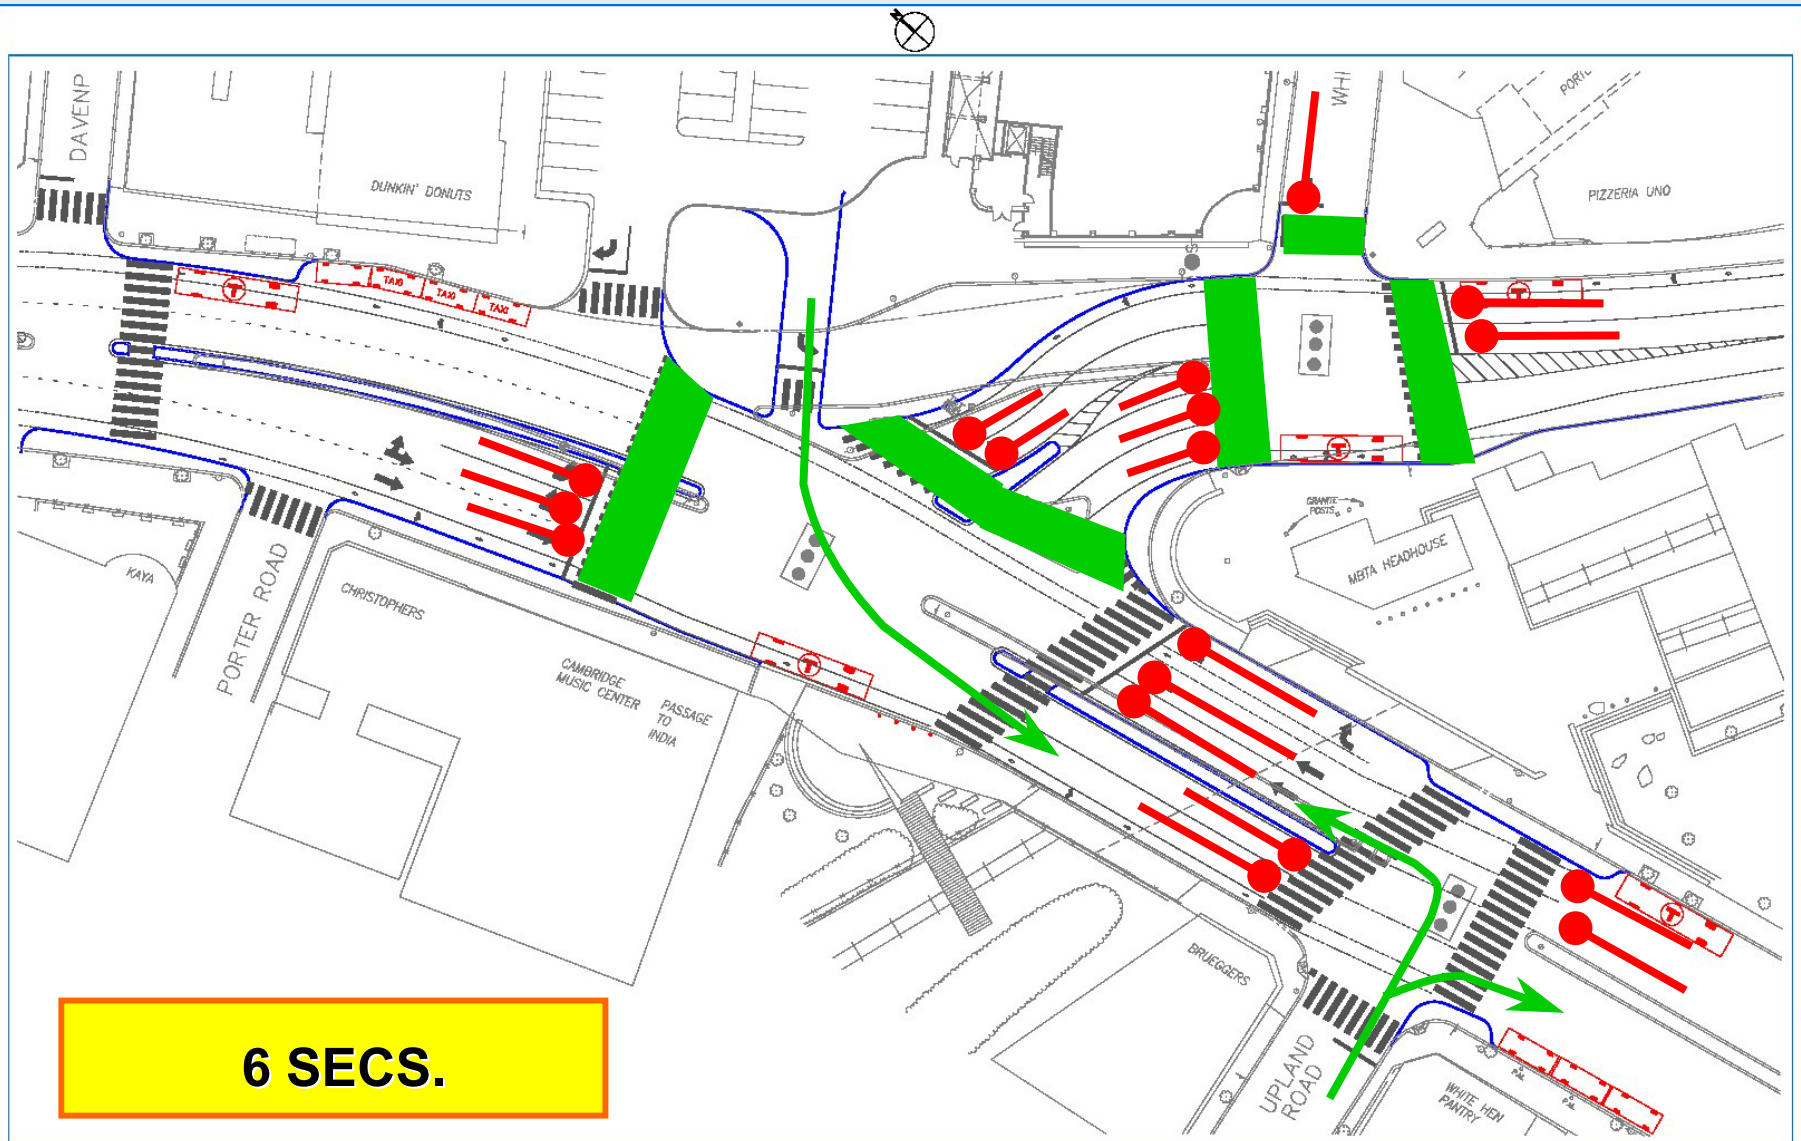 DAVENP
DUNKIN' DONUTS
TAXI
TAXI
TAXI
T
WHI
PORT
PIZZERIA UNO
T
S
T
GRANITE
POSTS
MBTA HEADHOUSE
KAYA
PORTER ROAD
CHRISTOPHERS
CAMBRIDGE
MUSIC CENTER
PASSAGE
TO
INDIA
T
T
BRUEGGERS
UPLAND
ROAD
WHITE HEN
PANTRY
6 SECS.